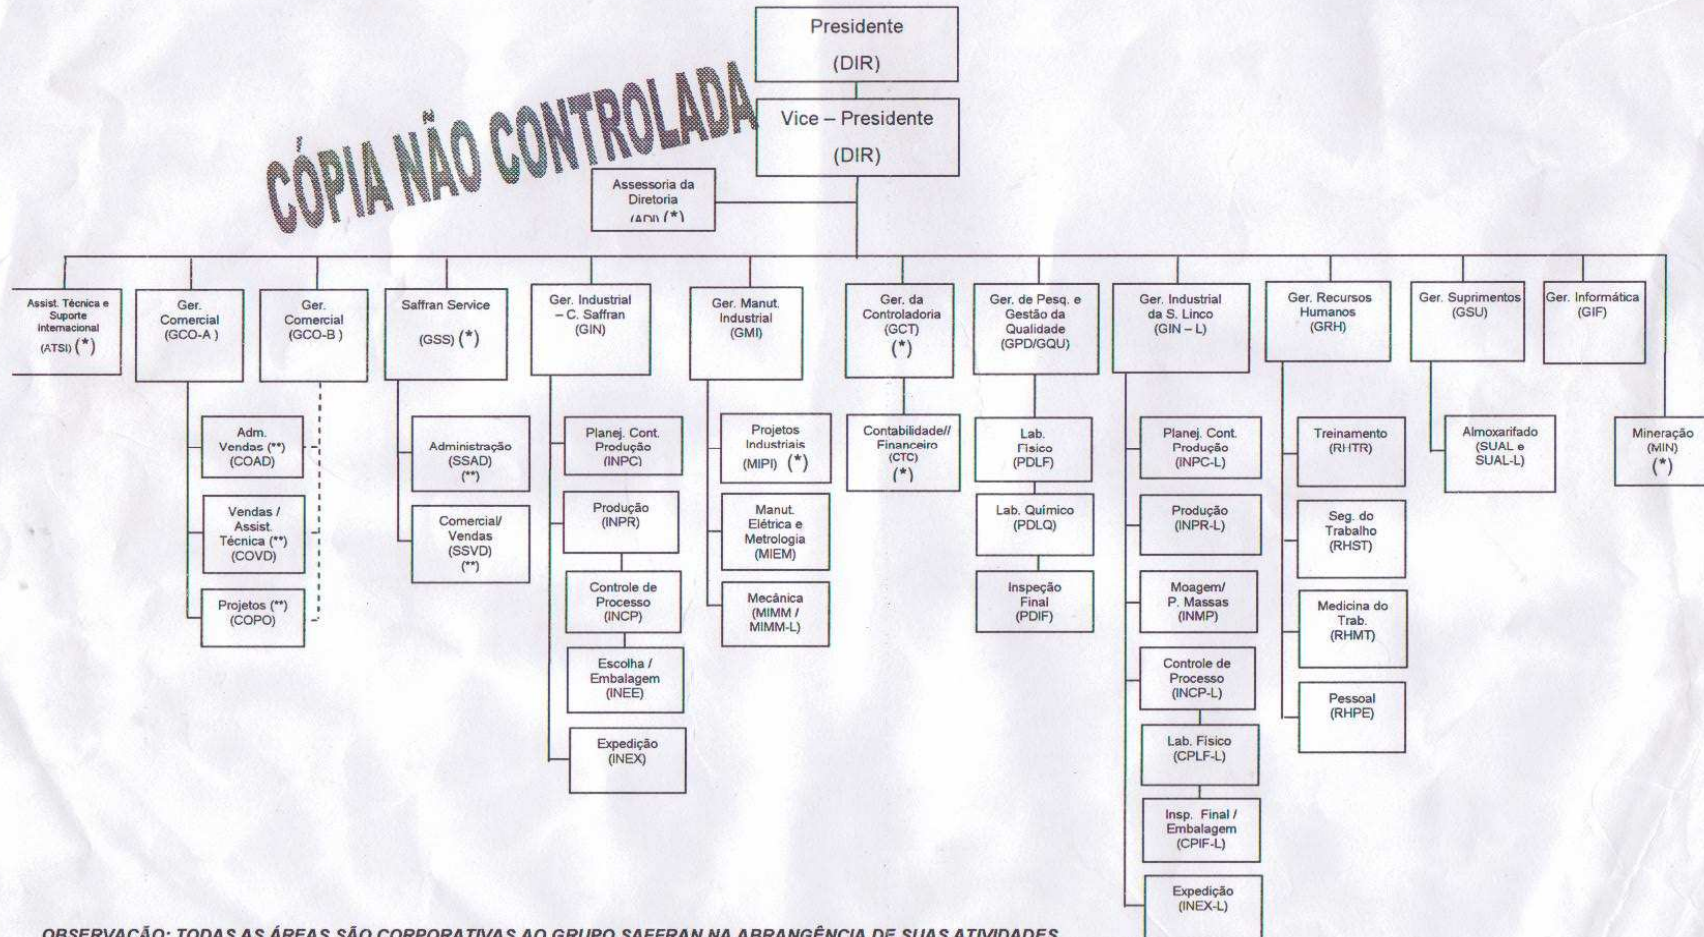 Presidente
(DIR)
CÓPIA NÃO CONTROLADA
Vice – Presidente
(DIR)
Assessoria da
Diretoria
(ADI) (*)
Assist. Técnica e
Suporte
Internacional
(ATSI) (*)
Ger.
Comercial
(GCO-A )
Ger.
Comercial
(GCO-B )
Saffran Service
(GSS) (*)
Ger. Industrial
– C. Saffran
(GIN)
Ger. Manut.
Industrial
(GMI)
Ger. da
Controladoria
(GCT)
(*)
Ger. de Pesq. e
Gestão da
Qualidade
(GPD/GQU)
Ger. Industrial
da S. Linco
(GIN – L)
Ger. Recursos
Humanos
(GRH)
Ger. Suprimentos
(GSU)
Ger. Informática
(GIF)
Adm.
Vendas (**)
(COAD)
Vendas /
Assist.
Técnica (**)
(COVD)
Projetos (**)
(COPO)
Administração
(SSAD)
(**)
Comercial/
Vendas
(SSVD)
(**)
Planej. Cont.
Produção
(INPC)
Produção
(INPR)
Controle de
Processo
(INCP)
Escolha /
Embalagem
(INEE)
Expedição
(INEX)
Projetos
Industriais
(MIPI) (*)
Manut.
Elétrica e
Metrologia
(MIEM)
Mecânica
(MIMM /
MIMM-L)
Contabilidade//
Financeiro
(CTC)
(*)
Lab.
Físico
(PDLF)
Lab. Químico
(PDLQ)
Inspeção
Final
(PDIF)
Planej. Cont.
Produção
(INPC-L)
Produção
(INPR-L)
Moagem/
P. Massas
(INMP)
Controle de
Processo
(INCP-L)
Lab. Físico
(CPLF-L)
Insp. Final /
Embalagem
(CPIF-L)
Expedição
(INEX-L)
Treinamento
(RHTR)
Seg. do
Trabalho
(RHST)
Medicina do
Trab.
(RHMT)
Pessoal
(RHPE)
Almoxarifado
(SUAL e
SUAL-L)
Mineração
(MIN)
(*)
OBSERVAÇÃO: TODAS AS ÁREAS SÃO CORPORATIVAS AO GRUPO SAFFRAN NA ABRANGÊNCIA DE SUAS ATIVIDADES